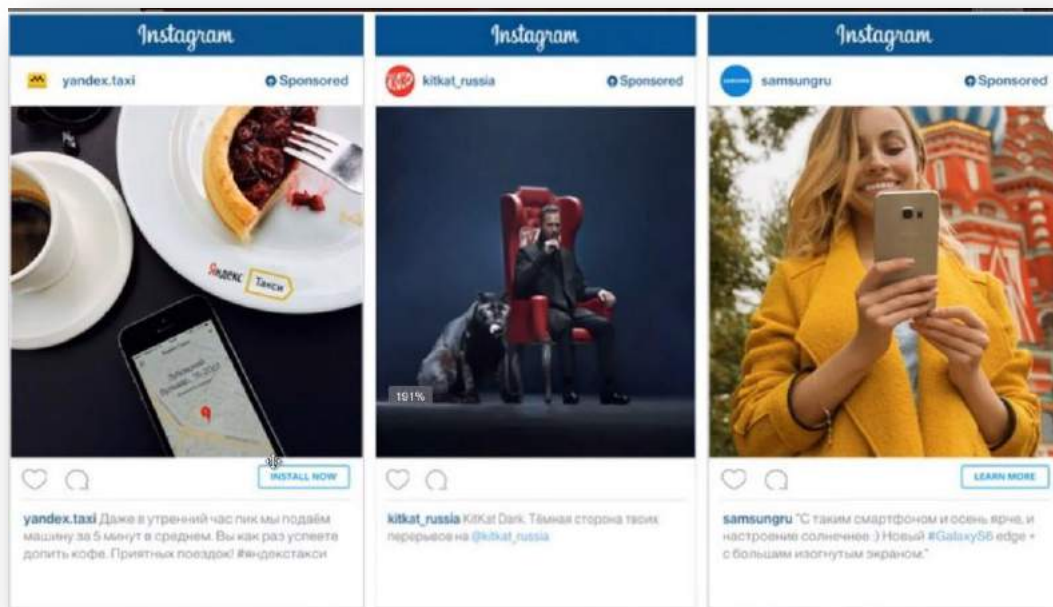 Instagram
yandex.taxi
Sponsored
Яндекс Такси
INSTALL NOW
yandex.taxi Даже в утренний час пик мы подаём
машину за 5 минут в среднем. Вы как раз успеете
допить кофе. Приятных поездок! #яндекстакси
Instagram
kitkat_russia
Sponsored
191%
kitkat_russia KitKat Dark. Тёмная сторона твоих
перерывов на @kitkat_russia
Instagram
SAMSUNG
samsungru
Sponsored
LEARN MORE
samsungru "С таким смартфоном и осень ярче, и
настроение солнечнее :) Новый #GalaxyS6 edge +
с большим изогнутым экраном."